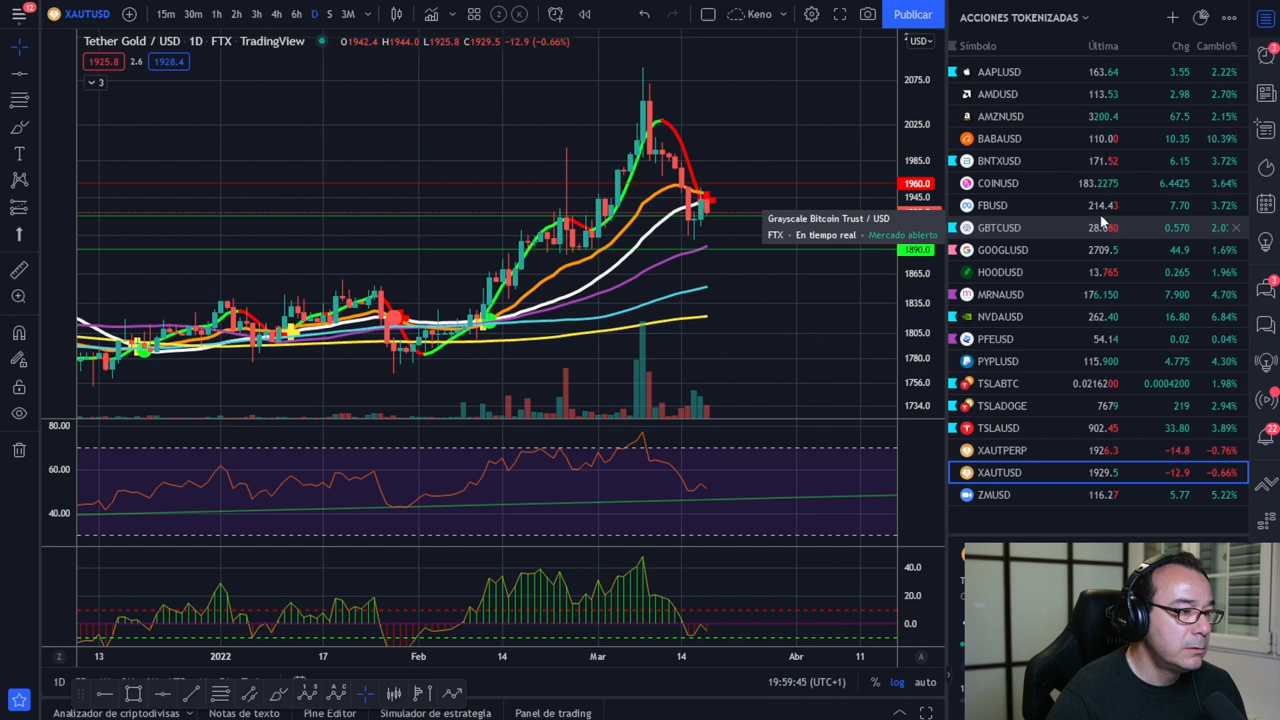 12
XAUTUSD
15m 30m 1h 2h 3h 4h 6h D S 3M
2
K
Keno
Publicar
ACCIONES TOKENIZADAS
Tether Gold / USD · 1D · FTX · TradingView
O1942.4 H1944.0 L1925.8 C1929.5 −12.9 (−0.66%)
1925.8 2.6 1928.4
3
USD
2075.0
2025.0
1985.0
1960.0
1945.0
1890.0
1865.0
1835.0
1805.0
1780.0
1756.0
1734.0
Grayscale Bitcoin Trust / USD
FTX • En tiempo real • Mercado abierto
80.00
60.00
40.00
40.0
20.0
0.0
Z
13 2022 17 Feb 14 Mar 14 Abr 11
A
1D
19:59:45 (UTC+1)
% log auto
Analizador de criptodivisas Notas de texto Pine Editor Simulador de estrategia Panel de trading
Símbolo Última Chg Cambio%
AAPLUSD 163.64 3.55 2.22%
AMDUSD 113.53 2.98 2.70%
AMZNUSD 3200.4 67.5 2.15%
BABAUSD 110.00 10.35 10.39%
BNTXUSD 171.52 6.15 3.72%
COINUSD 183.2275 6.4425 3.64%
FBUSD 214.43 7.70 3.72%
GBTCUSD 0.570
GOOGLUSD 2709.5 44.9 1.69%
HOODUSD 13.765 0.265 1.96%
MRNAUSD 176.150 7.900 4.70%
NVDAUSD 262.40 16.80 6.84%
PFEUSD 54.14 0.02 0.04%
PYPLUSD 115.900 4.775 4.30%
TSLABTC 0.0216200 0.0004200 1.98%
TSLADOGE 7679 219 2.94%
TSLAUSD 902.45 33.80 3.89%
XAUTPERP 1926.3 −14.8 −0.76%
XAUTUSD 1929.5 −12.9 −0.66%
ZMUSD 116.27 5.77 5.22%
3
3
22